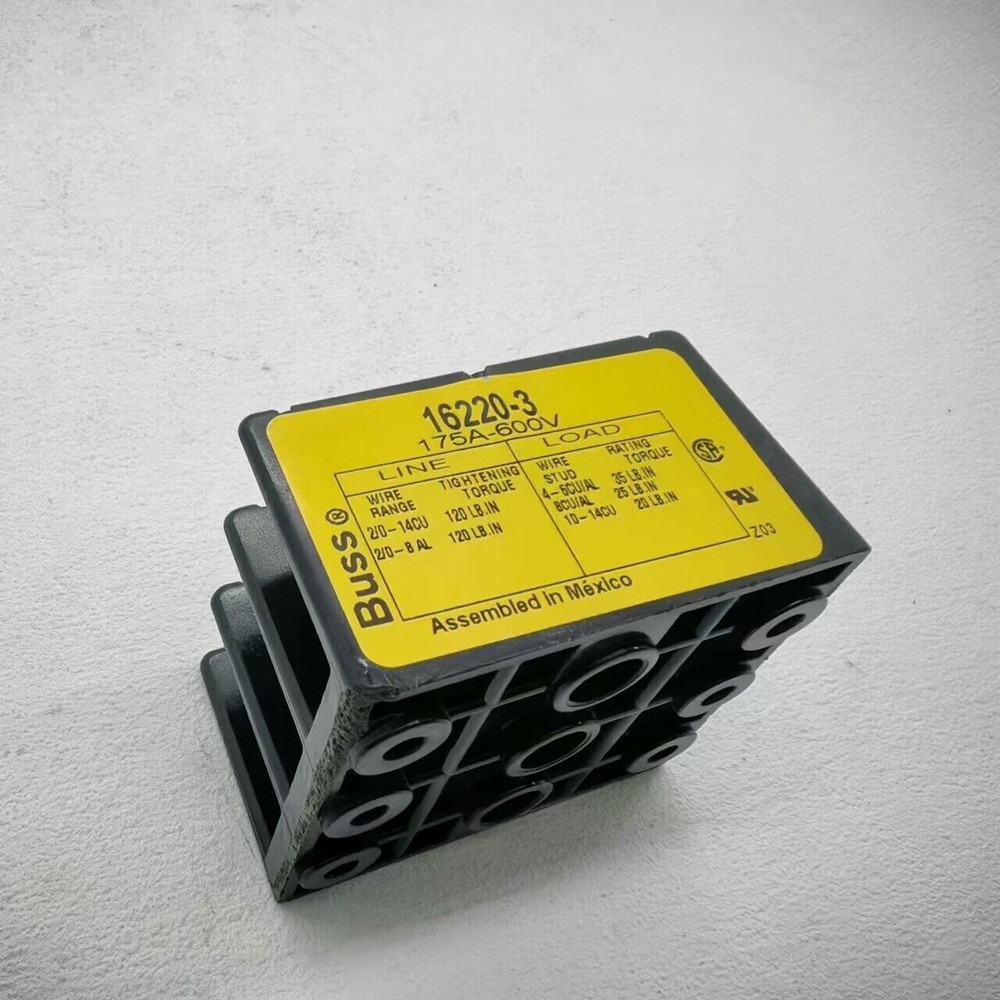 16220-3
175A-600V
LINE
LOAD
WIRE RANGE TIGHTENING TORQUE
2/0-14CU 120 LB.IN
2/0-8 AL 120 LB.IN
WIRE STUD RATING TORQUE
4-6CU/AL 35 LB.IN
8CU/AL 25 LB.IN
10-14CU 20 LB.IN
Buss®
Assembled in México
Z03
SA
RU